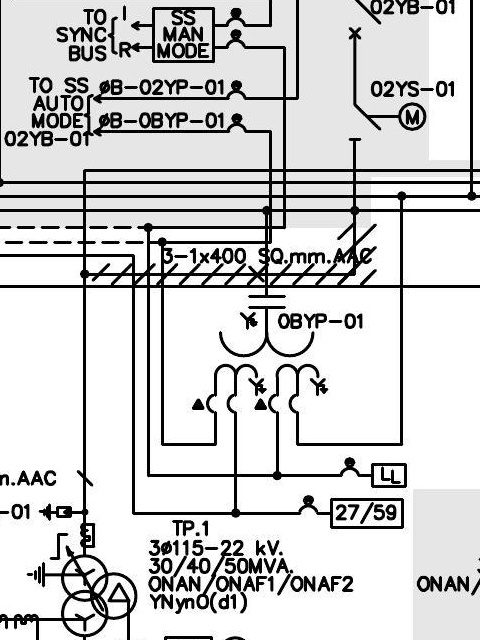 TO
SYNC
BUS
I
R
SS
MAN
MODE
02YB-01
TO SS
AUTO
MODE
02YB-01
øB-02YP-01
øB-0BYP-01
02YS-01
M
3-1x400 SQ.mm.AAC
0BYP-01
LL
27/59
m.AAC
-01
TP.1
3ø115-22 kV.
30/40/50MVA.
ONAN/ONAF1/ONAF2
YNyn0(d1)
ONAN/